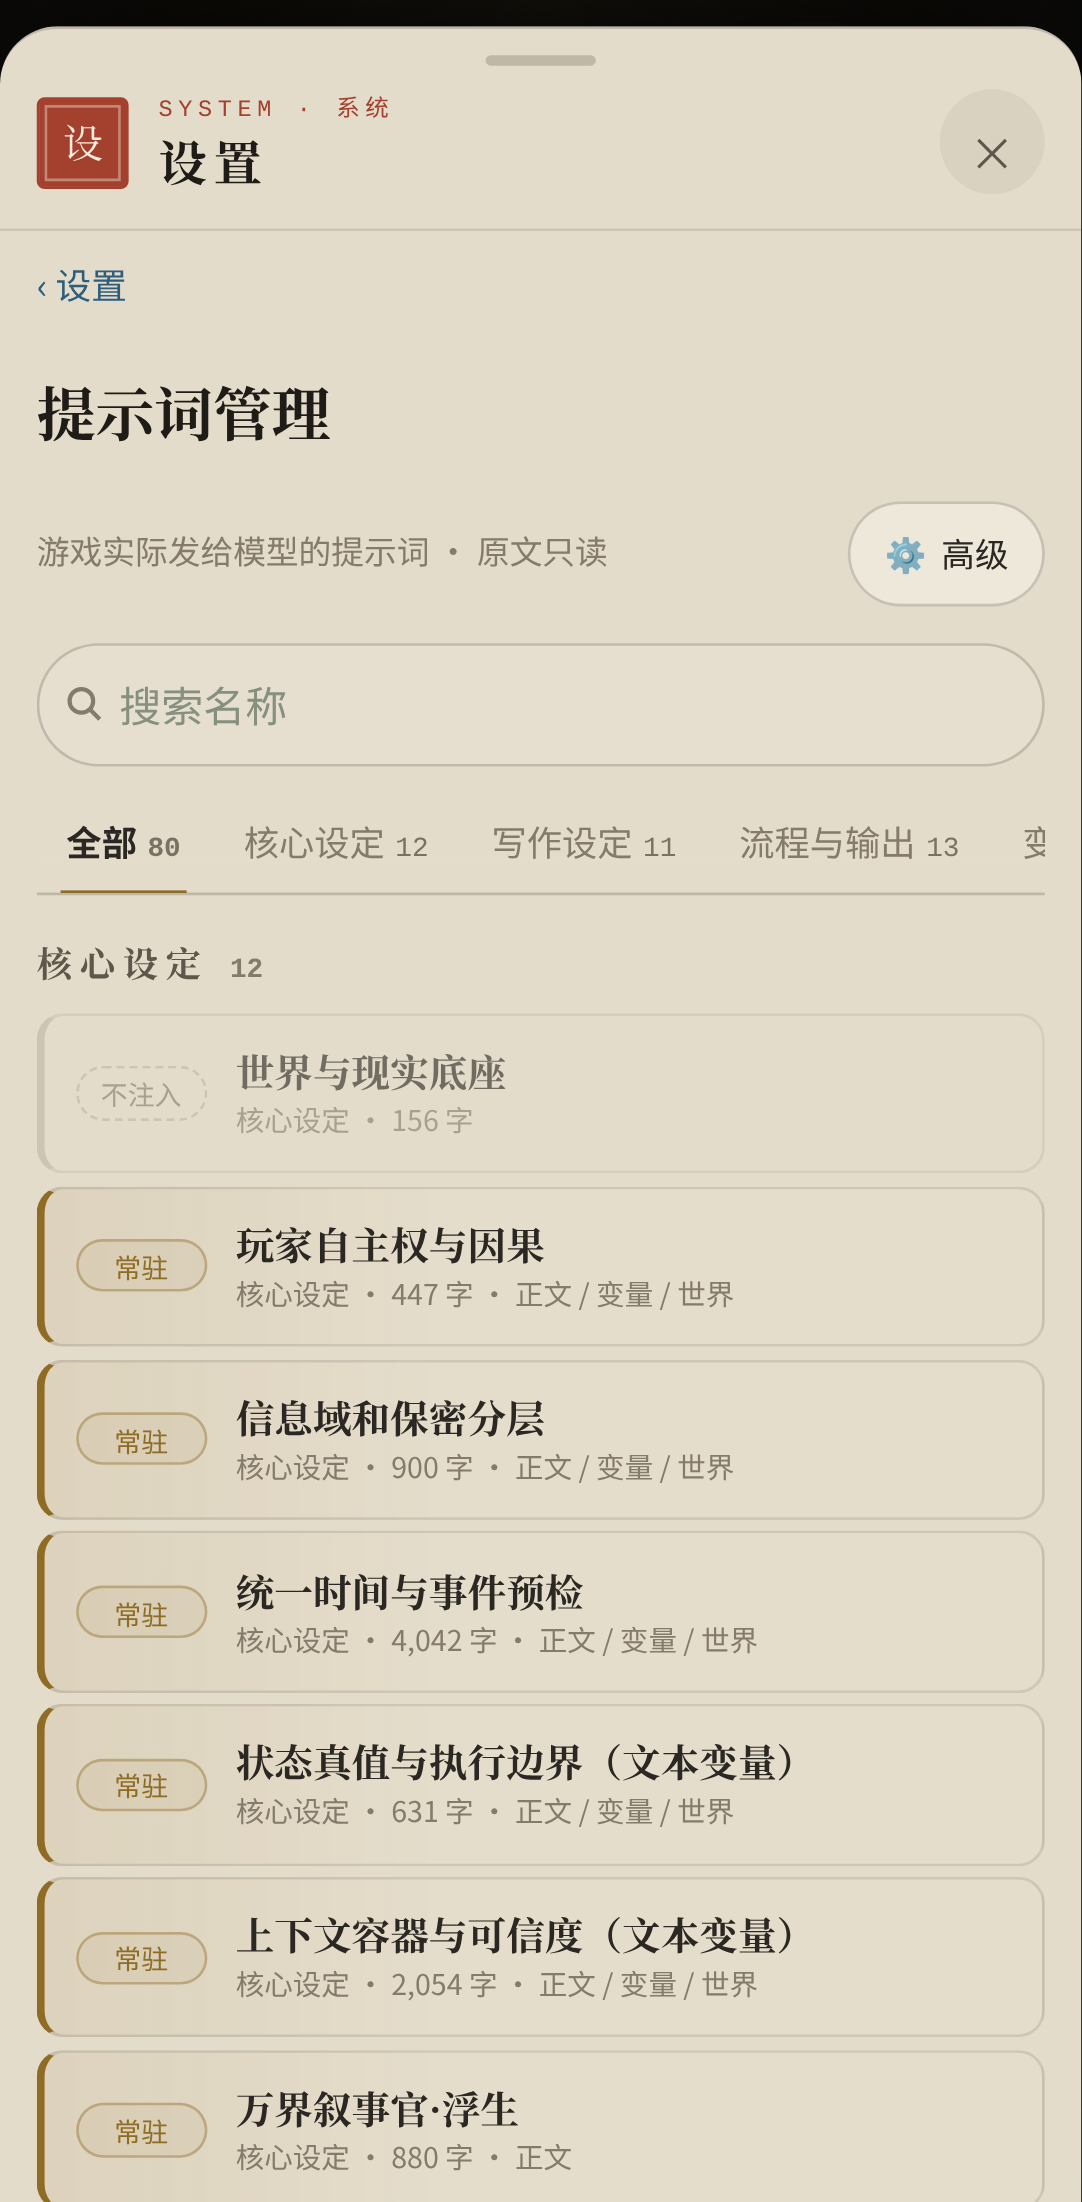 设
SYSTEM · 系统
设置
‹ 设置
提示词管理
游戏实际发给模型的提示词 · 原文只读
高级
搜索名称
全部 80 核心设定 12 写作设定 11 流程与输出 13
核心设定 12
不注入
世界与现实底座
核心设定 · 156 字
常驻
玩家自主权与因果
核心设定 · 447 字 · 正文 / 变量 / 世界
常驻
信息域和保密分层
核心设定 · 900 字 · 正文 / 变量 / 世界
常驻
统一时间与事件预检
核心设定 · 4,042 字 · 正文 / 变量 / 世界
常驻
状态真值与执行边界（文本变量）
核心设定 · 631 字 · 正文 / 变量 / 世界
常驻
上下文容器与可信度（文本变量）
核心设定 · 2,054 字 · 正文 / 变量 / 世界
常驻
万界叙事官·浮生
核心设定 · 880 字 · 正文